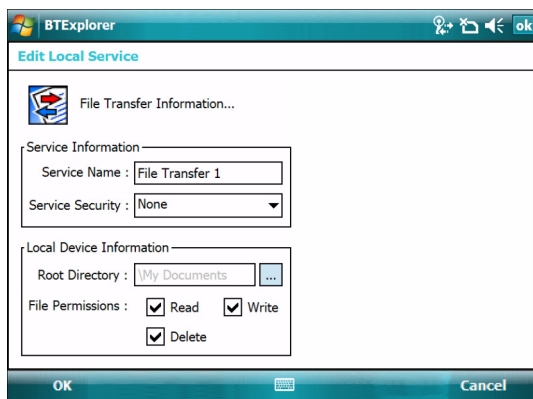 BTExplorer ok
Edit Local Service
File Transfer Information...
Service Information
Service Name : File Transfer 1
Service Security : None
Local Device Information
Root Directory : \My Documents ...
File Permissions : Read Write
Delete
OK Cancel